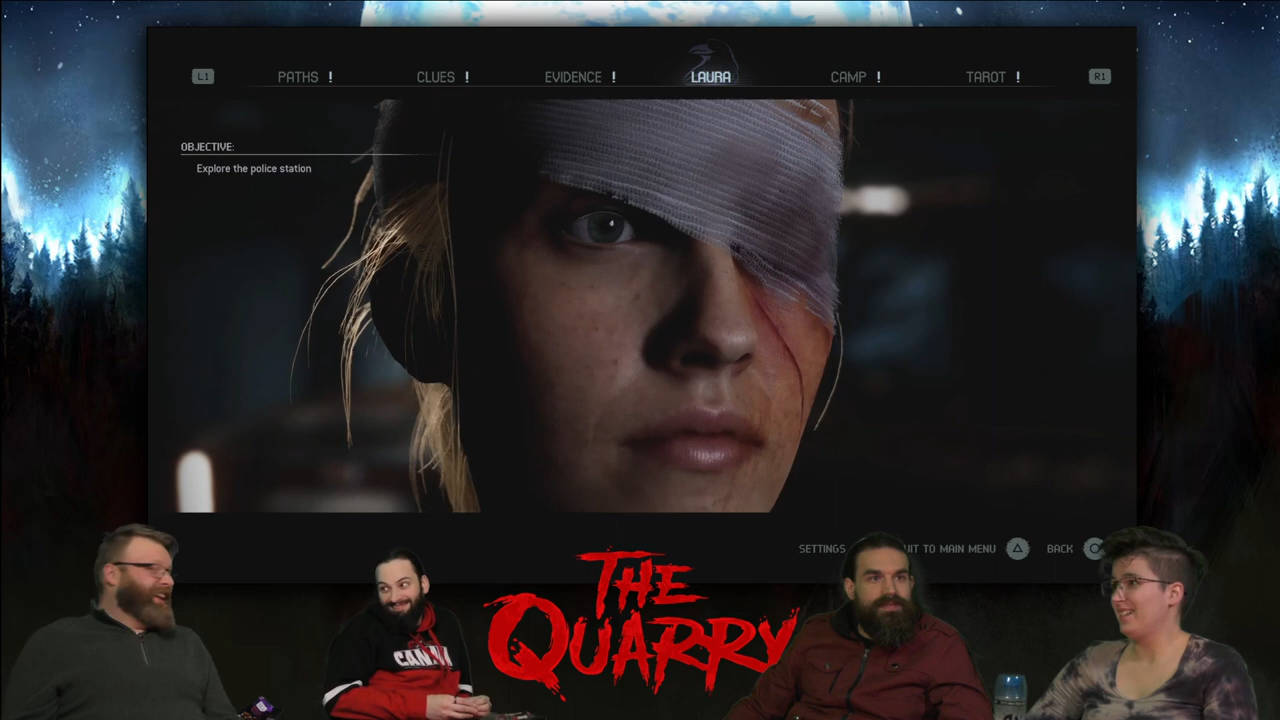 L1 PATHS ! CLUES ! EVIDENCE ! LAURA CAMP ! TAROT ! R1
OBJECTIVE:
Explore the police station
SETTINGS UIT TO MAIN MENU BACK
THE
QUARRY